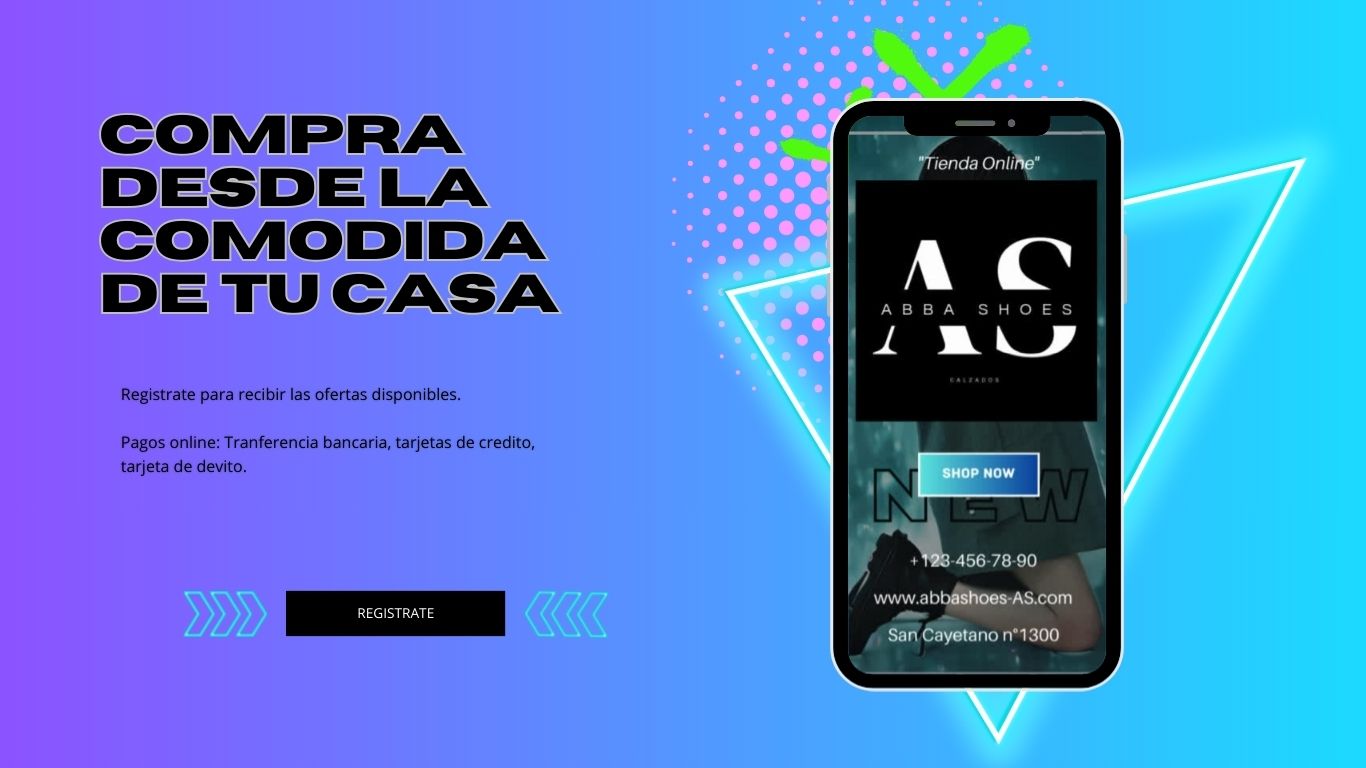 COMPRA
DESDE LA
COMODIDA
DE TU CASA
Registrate para recibir las ofertas disponibles.
Pagos online: Tranferencia bancaria, tarjetas de credito,
tarjeta de devito.
REGISTRATE
"Tienda Online"
AS
ABBA SHOES
CALZADOS
SHOP NOW
NEW
+123-456-78-90
www.abbashoes-AS.com
San Cayetano n°1300